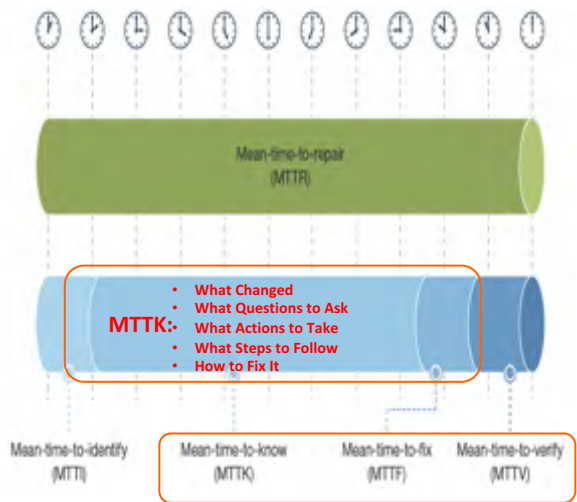 Mean-time-to-repair
(MTTR)
MTTK:
• What Changed
• What Questions to Ask
• What Actions to Take
• What Steps to Follow
• How to Fix It
Mean-time-to-identify
(MTTI)
Mean-time-to-know
(MTTK)
Mean-time-to-fix
(MTTF)
Mean-time-to-verify
(MTTV)